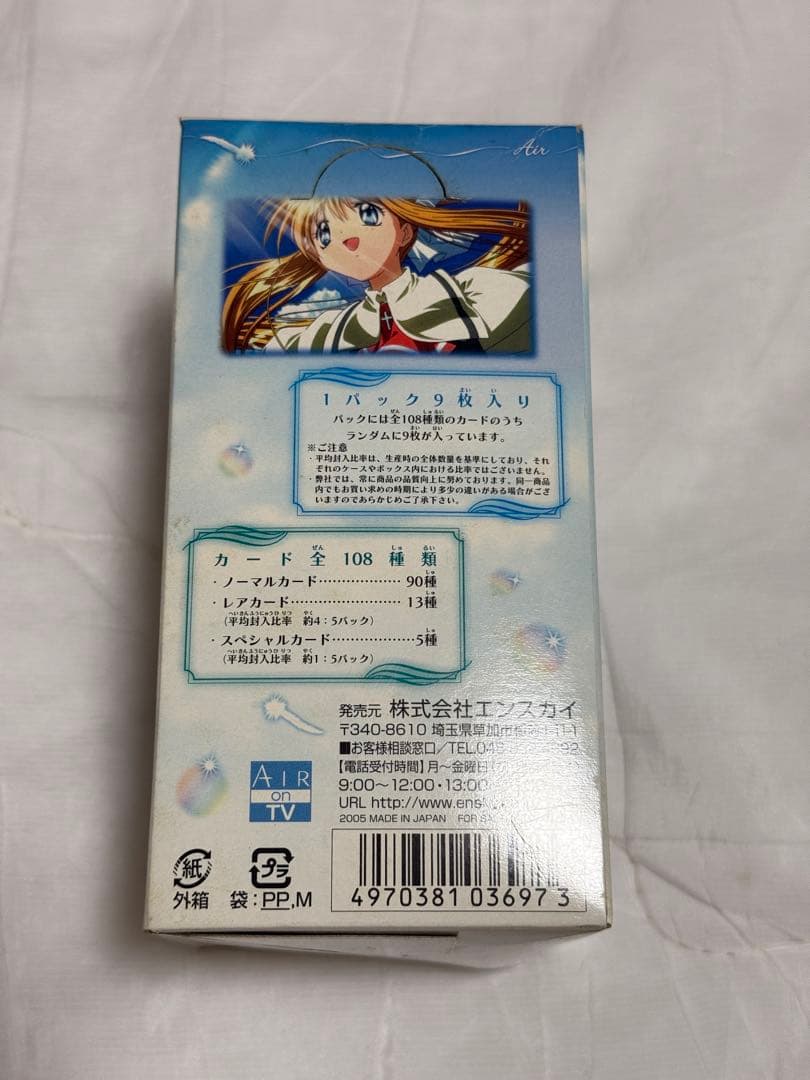 Air
1パック9枚入り
パックには全108種類のカードのうち
ランダムに9枚が入っています。
※ご注意
・平均封入比率は、生産時の全体数量を基準にしており、それ
ぞれのケースやボックス内における比率ではございません。
・弊社では、常に商品の品質向上に努めております。同一商品
内でもお買い求めの時期により多少の違いがある場合がござ
いますのであらかじめご了承下さい。
カード全108種類
・ノーマルカード………………90種
・レアカード……………………13種
(平均封入比率 約4:5パック)
・スペシャルカード………………5種
(平均封入比率 約1:5パック)
発売元 株式会社エンスカイ
〒340-8610 埼玉県草加市
■お客様相談窓口/TEL.04
【電話受付時間】月〜金曜日
9:00〜12:00・13:00
URL http://www.ens
2005 MADE IN JAPAN FOR
AIR
on
TV
紙
外箱
プラ
袋:PP,M
4970381 036973